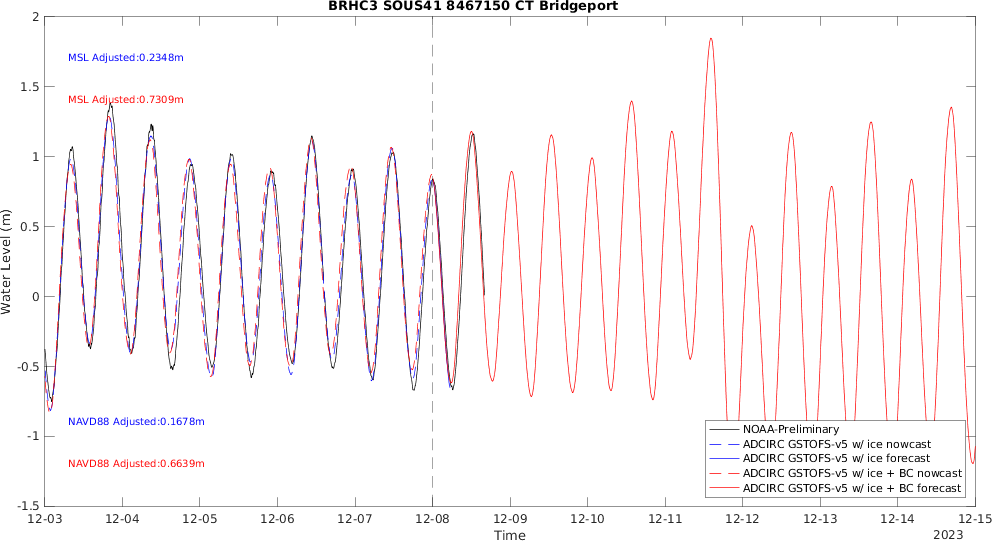 BRHC3 SOUS41 8467150 CT Bridgeport
2
1.5
1
0.5
0
-0.5
-1
-1.5
Water Level (m)
MSL Adjusted:0.2348m
MSL Adjusted:0.7309m
NAVD88 Adjusted:0.1678m
NAVD88 Adjusted:0.6639m
NOAA-Preliminary
ADCIRC GSTOFS-v5 w/ ice nowcast
ADCIRC GSTOFS-v5 w/ ice forecast
ADCIRC GSTOFS-v5 w/ ice + BC nowcast
ADCIRC GSTOFS-v5 w/ ice + BC forecast
12-03 12-04 12-05 12-06 12-07 12-08 12-09 12-10 12-11 12-12 12-13 12-14 12-15
Time
2023